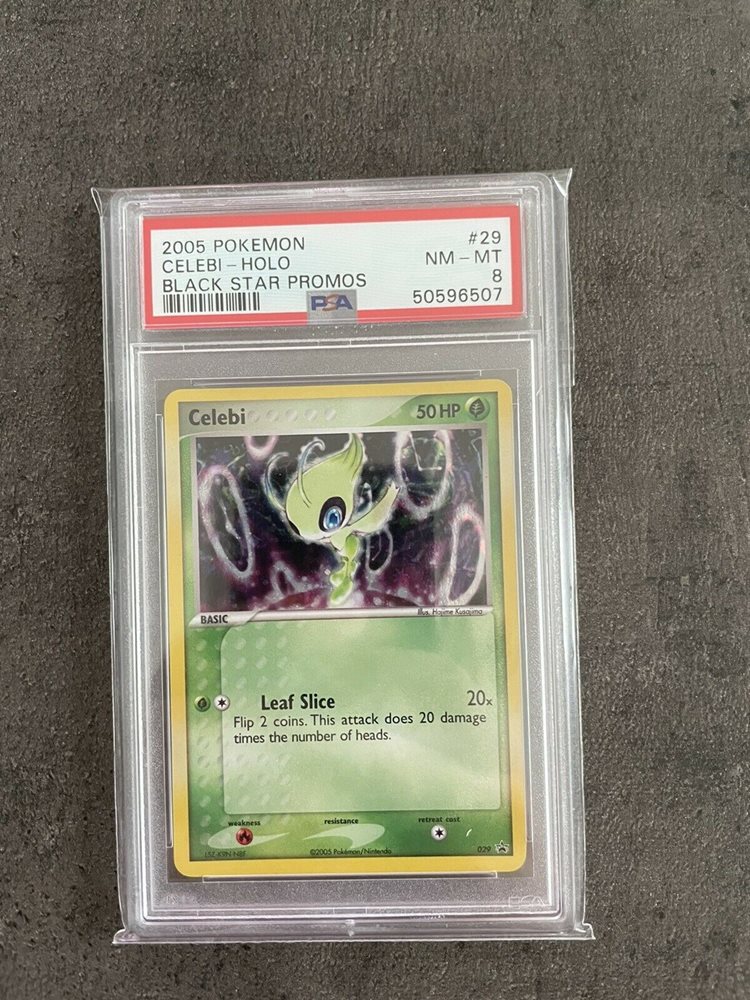 2005 POKEMON #29
CELEBI - HOLO NM - MT
BLACK STAR PROMOS 8
PSA 50596507
Celebi 50 HP
BASIC Illus. Hajime Kusajima
Leaf Slice 20x
Flip 2 coins. This attack does 20 damage
times the number of heads.
weakness resistance retreat cost
©2005 Pokémon/Nintendo 029
PSA